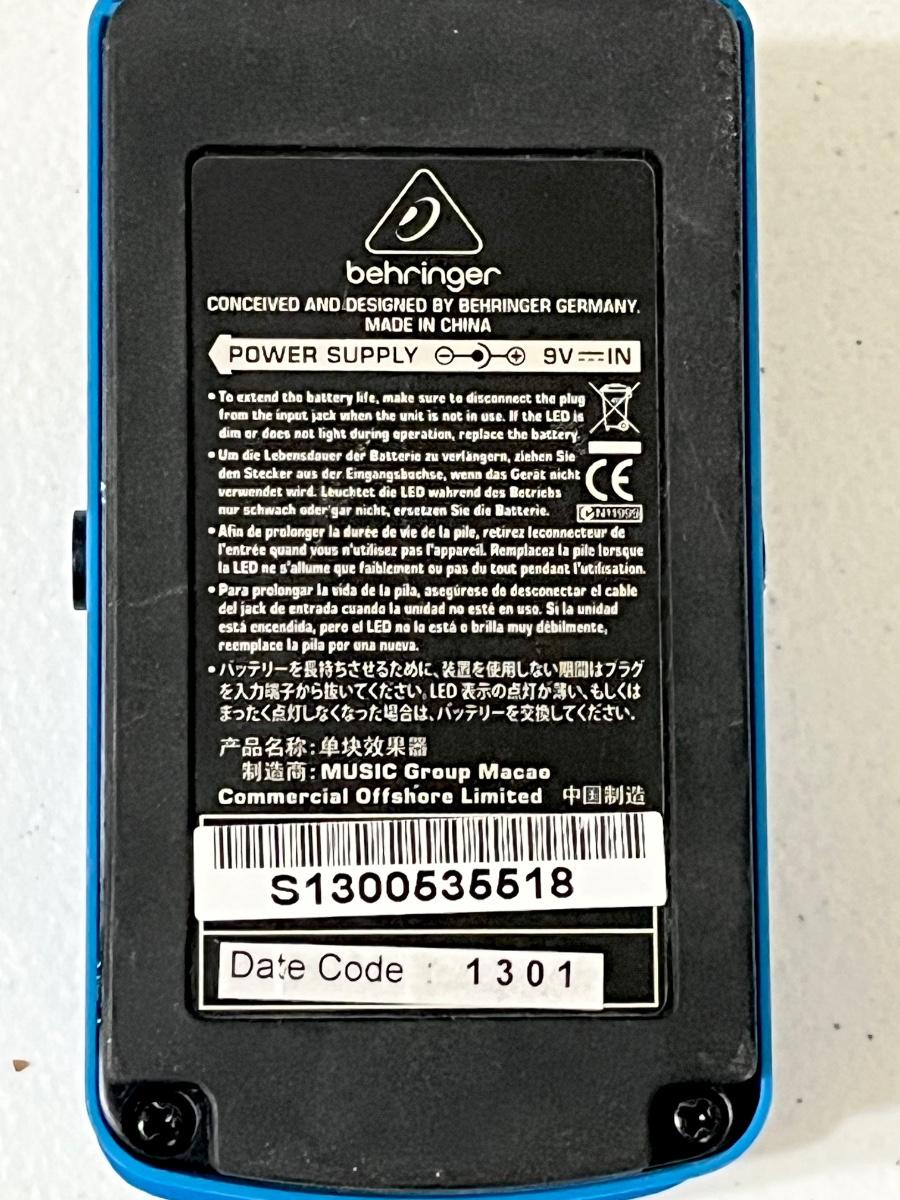 behringer
CONCEIVED AND DESIGNED BY BEHRINGER GERMANY.
MADE IN CHINA
POWER SUPPLY 9V IN
• To extend the battery life, make sure to disconnect the plug
from the input jack when the unit is not in use. If the LED is
dim or does not light during operation, replace the battery.
• Um die Lebensdauer der Batterie zu verlängern, ziehen Sie
den Stecker aus der Eingangsbuchse, wenn das Gerät nicht
verwendet wird. Leuchtet die LED während des Betriebs
nur schwach oder gar nicht, ersetzen Sie die Batterie.
CE
N11999
• Afin de prolonger la durée de vie de la pile, retirez leconnecteur de
l'entrée quand vous n'utilisez pas l'appareil. Remplacez la pile lorsque
la LED ne s'allume que faiblement ou pas du tout pendant l'utilisation.
• Para prolongar la vida de la pila, asegúrese de desconectar el cable
del jack de entrada cuando la unidad no esté en uso. Si la unidad
está encendida, pero el LED no lo está o brilla muy débilmente,
reemplace la pila por una nueva.
• バッテリーを長持ちさせるために、装置を使用しない期間はプラグ
を入力端子から抜いてください。LED 表示の点灯が薄い、もしくは
まったく点灯しなくなった場合は、バッテリーを交換してください.
产品名称: 单块效果器
制造商: MUSIC Group Macao
Commercial Offshore Limited 中国制造
S1300535518
Date Code : 1301